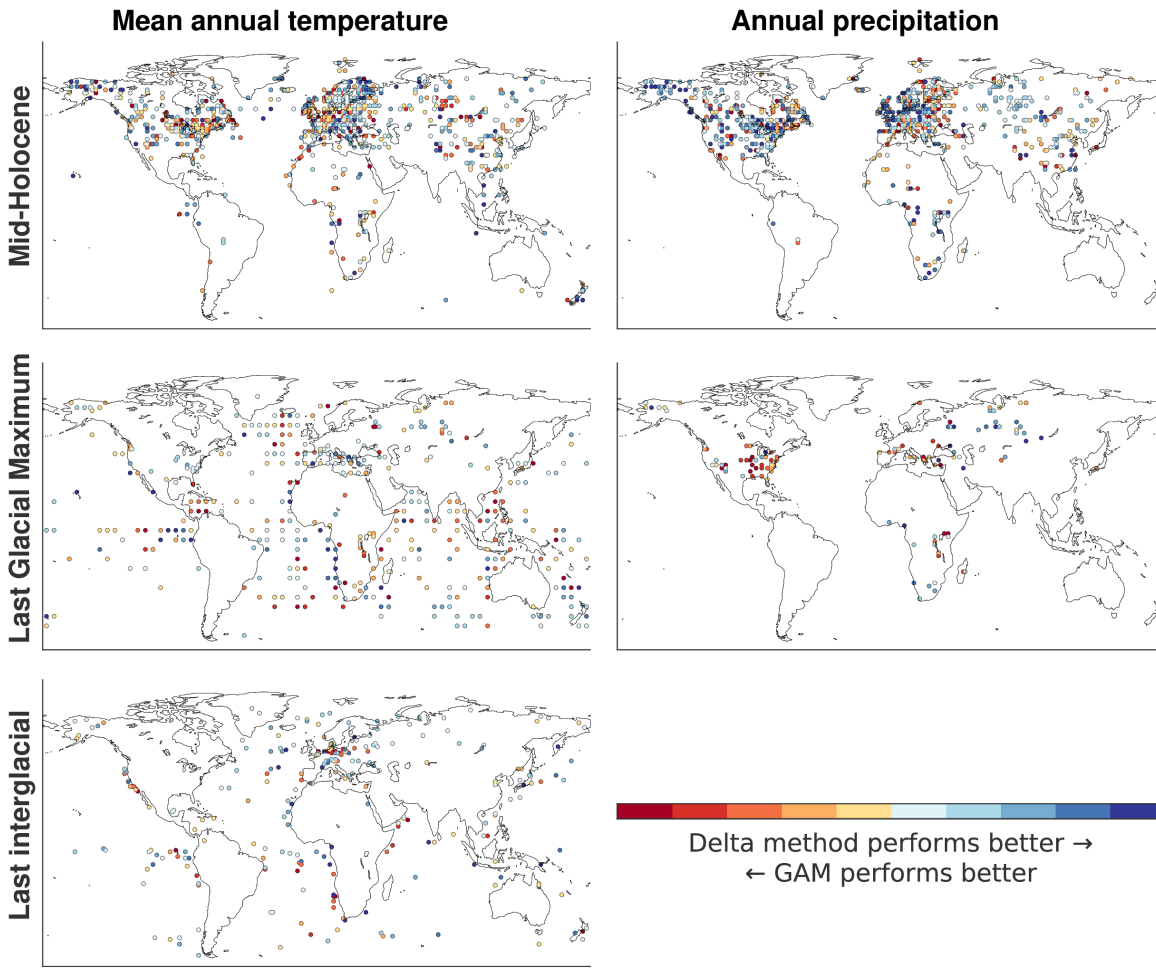 Mean annual temperature
Annual precipitation
Mid-Holocene
Last Glacial Maximum
Last interglacial
Delta method performs better →
← GAM performs better